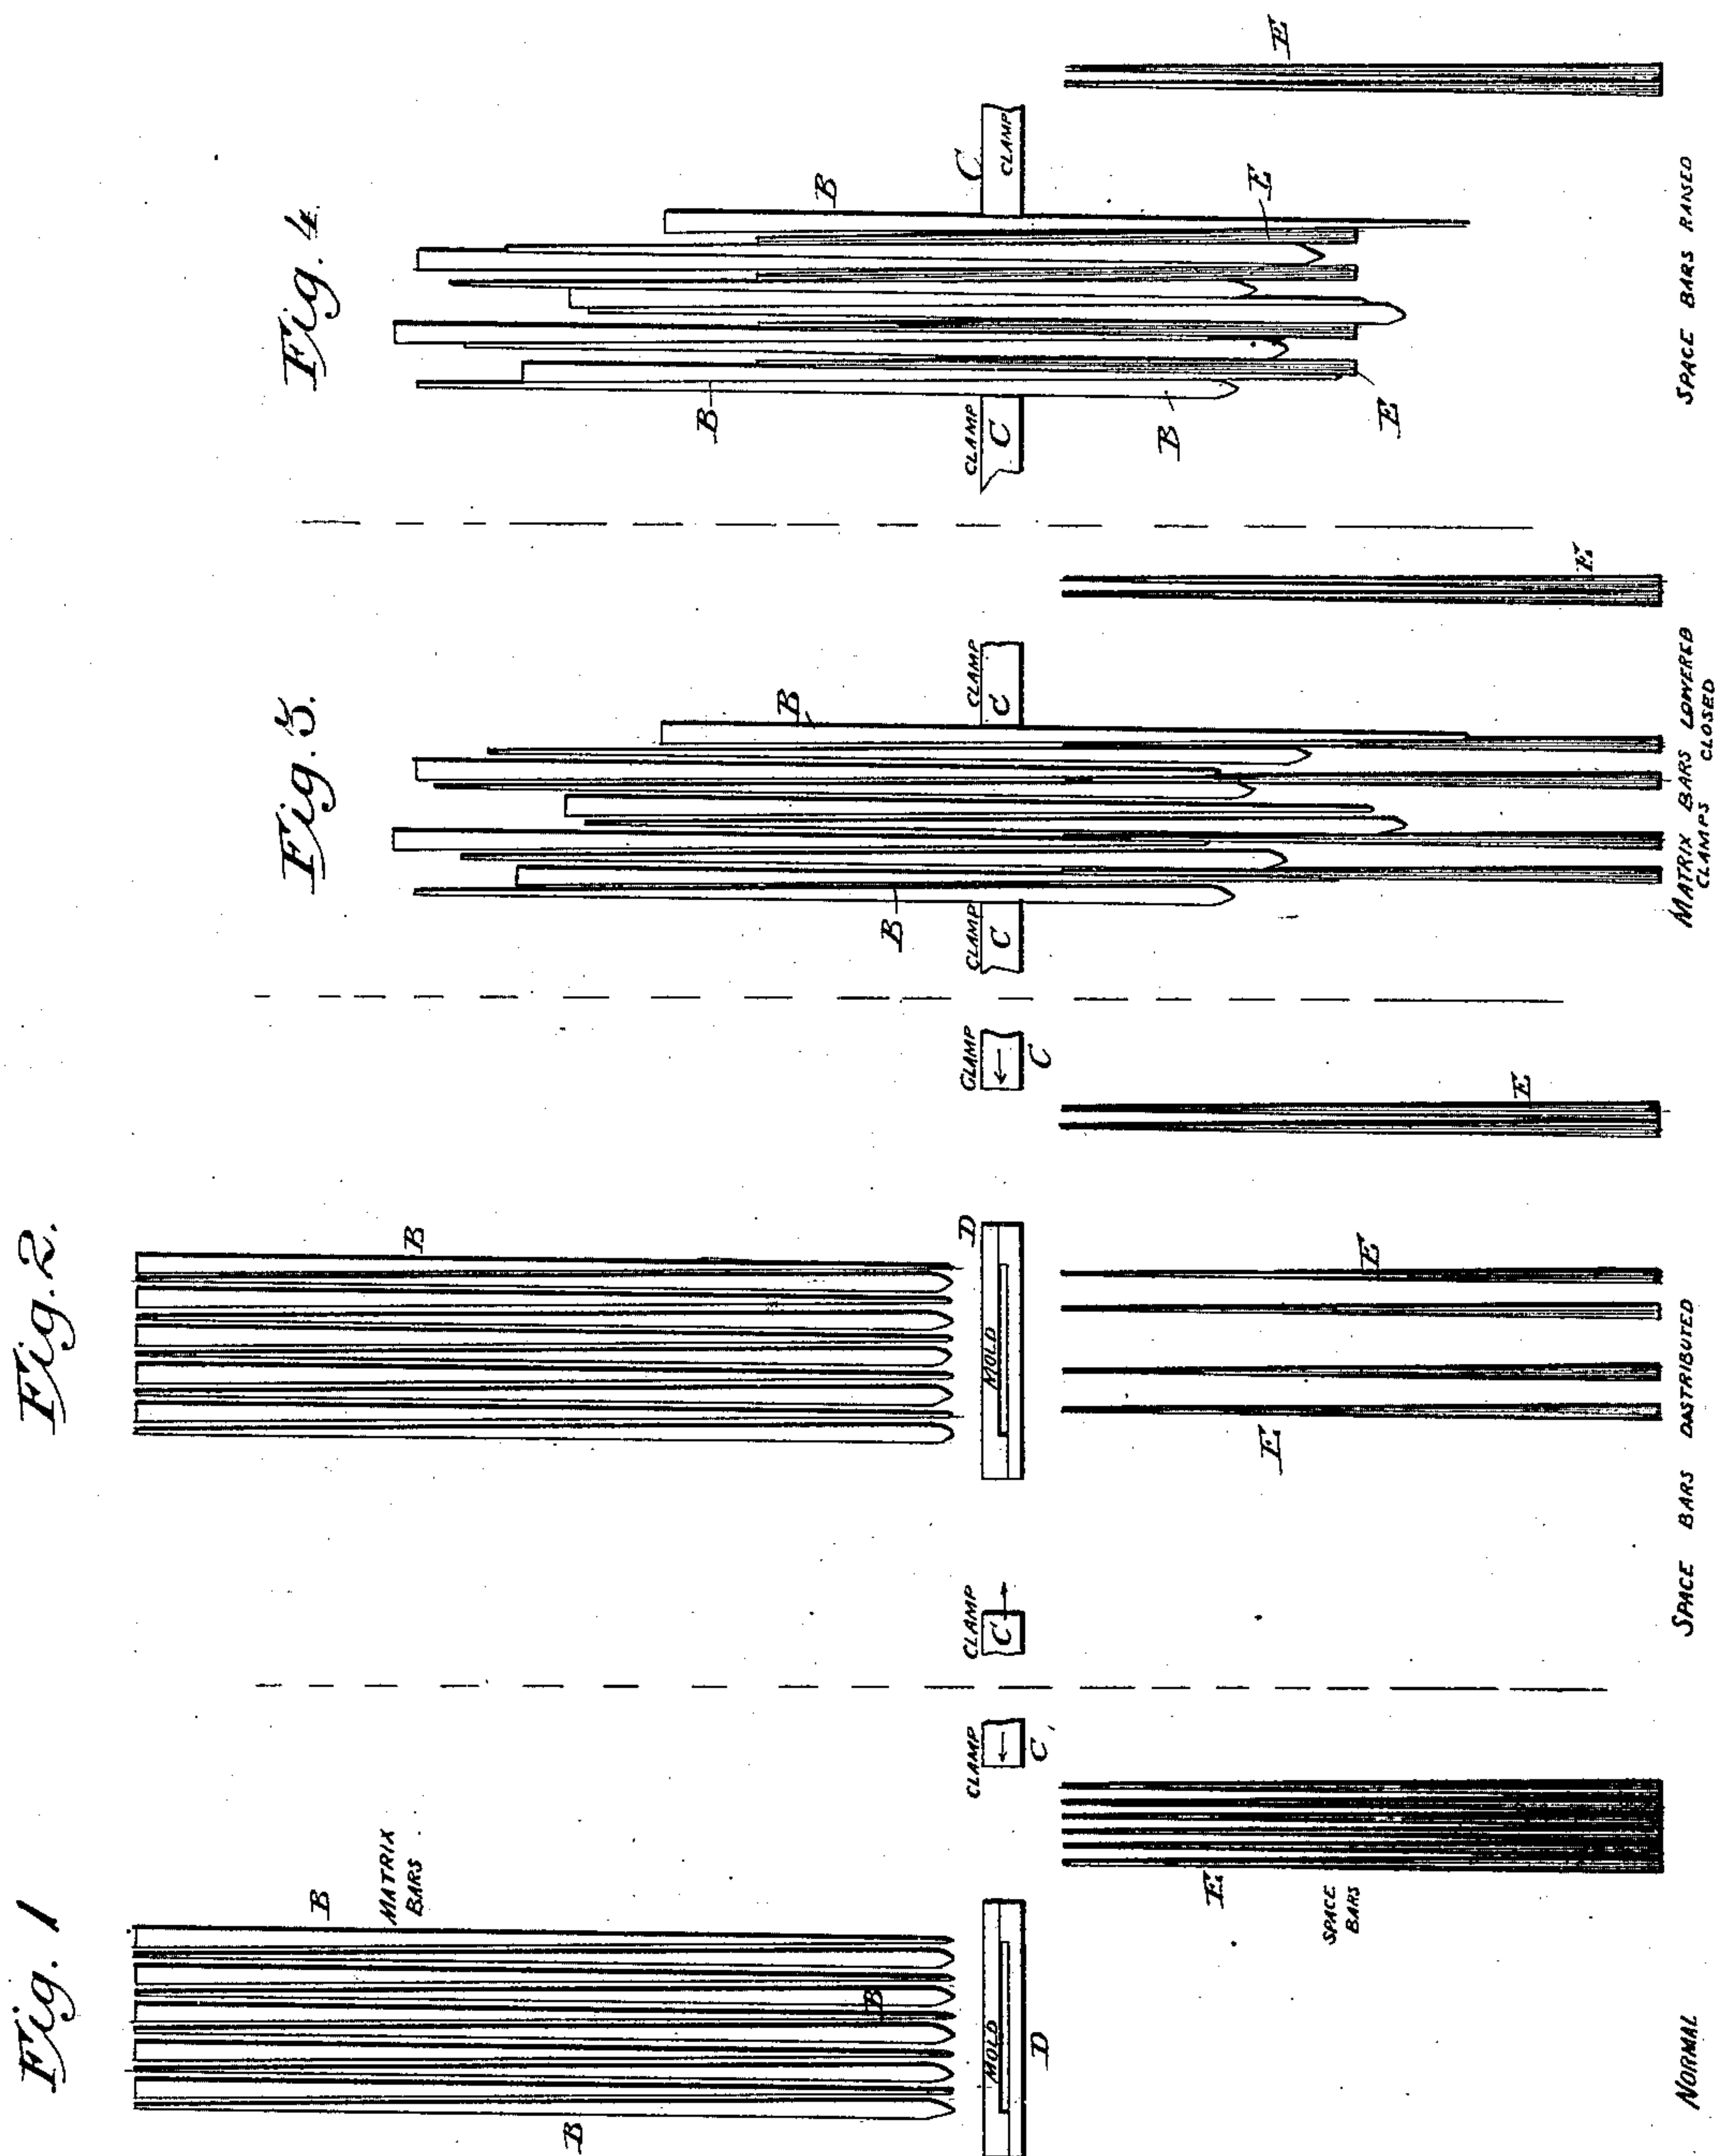 Fig. 1
B
MATRIX
BARS
B
B
MOLD
D
CLAMP
C
E
SPACE
BARS
NORMAL
Fig. 2.
B
CLAMP
C
MOLD
D
CLAMP
C
E
E
E
SPACE BARS DISTRIBUTED
Fig. 3.
B
B
CLAMP
C
CLAMP
C
E
MATRIX BARS LOWERED
CLAMPS CLOSED
Fig. 4.
B
B
CLAMP
C
C
CLAMP
B
E
E
E
SPACE BARS RAISED